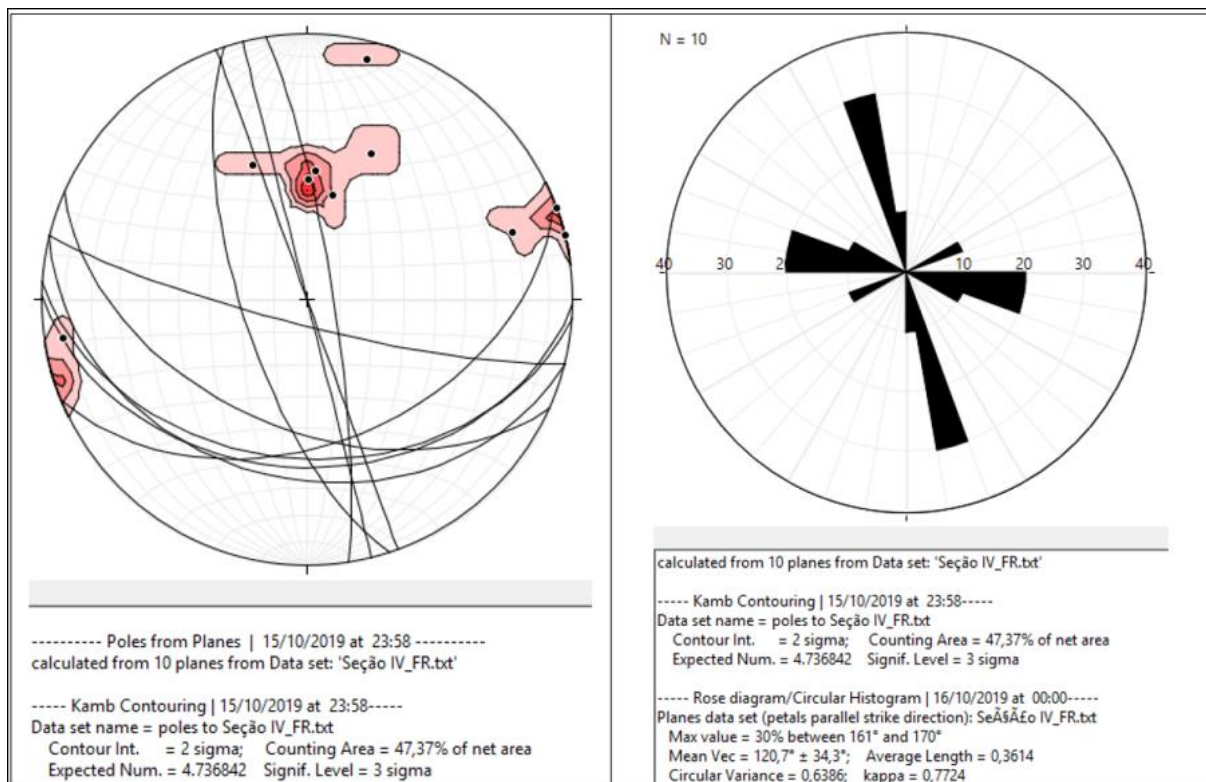 ---------- Poles from Planes | 15/10/2019 at 23:58 ----------
calculated from 10 planes from Data set: 'Seção IV_FR.txt'
----- Kamb Contouring | 15/10/2019 at 23:58-----
Data set name = poles to Seção IV_FR.txt
Contour Int. = 2 sigma; Counting Area = 47,37% of net area
Expected Num. = 4.736842 Signif. Level = 3 sigma
N = 10
40 30 2 10 20 30 40
calculated from 10 planes from Data set: 'Seção IV_FR.txt'
----- Kamb Contouring | 15/10/2019 at 23:58-----
Data set name = poles to Seção IV_FR.txt
Contour Int. = 2 sigma; Counting Area = 47,37% of net area
Expected Num. = 4.736842 Signif. Level = 3 sigma
----- Rose diagram/Circular Histogram | 16/10/2019 at 00:00-----
Planes data set (petals parallel strike direction): SeÃ§Ã£o IV_FR.txt
Max value = 30% between 161° and 170°
Mean Vec = 120,7° ± 34,3°; Average Length = 0,3614
Circular Variance = 0,6386; kappa = 0,7724